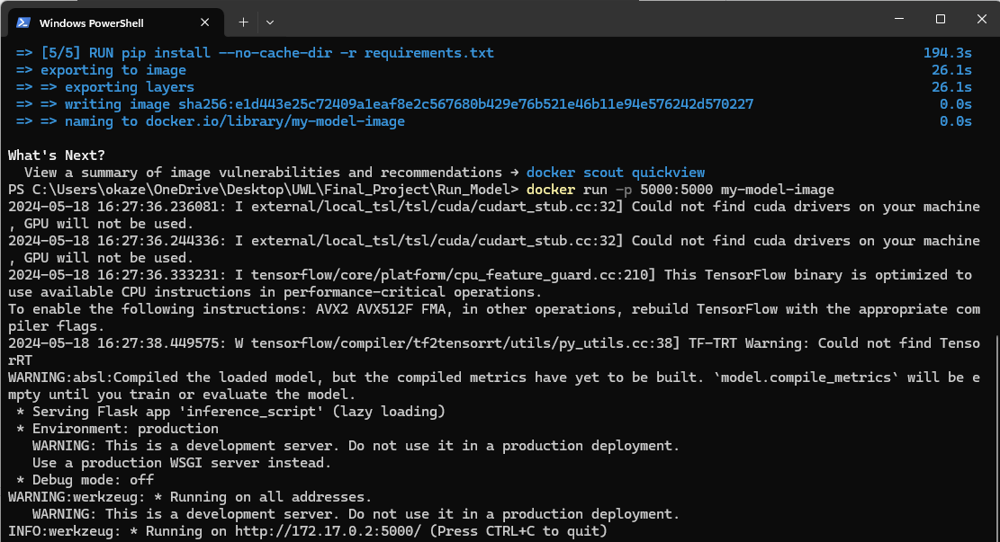 Windows PowerShell
=> [5/5] RUN pip install --no-cache-dir -r requirements.txt 194.3s
=> exporting to image 26.1s
=> => exporting layers 26.1s
=> => writing image sha256:e1d443e25c72409a1eaf8e2c567680b429e76b521e46b11e94e576242d570227 0.0s
=> => naming to docker.io/library/my-model-image 0.0s
What's Next?
View a summary of image vulnerabilities and recommendations → docker scout quickview
PS C:\Users\okaze\OneDrive\Desktop\UWL\Final_Project\Run_Model> docker run -p 5000:5000 my-model-image
2024-05-18 16:27:36.236081: I external/local_tsl/tsl/cuda/cudart_stub.cc:32] Could not find cuda drivers on your machine
, GPU will not be used.
2024-05-18 16:27:36.244336: I external/local_tsl/tsl/cuda/cudart_stub.cc:32] Could not find cuda drivers on your machine
, GPU will not be used.
2024-05-18 16:27:36.333231: I tensorflow/core/platform/cpu_feature_guard.cc:210] This TensorFlow binary is optimized to
use available CPU instructions in performance-critical operations.
To enable the following instructions: AVX2 AVX512F FMA, in other operations, rebuild TensorFlow with the appropriate com
piler flags.
2024-05-18 16:27:38.449575: W tensorflow/compiler/tf2tensorrt/utils/py_utils.cc:38] TF-TRT Warning: Could not find Tenso
rRT
WARNING:absl:Compiled the loaded model, but the compiled metrics have yet to be built. `model.compile_metrics` will be e
mpty until you train or evaluate the model.
* Serving Flask app 'inference_script' (lazy loading)
* Environment: production
WARNING: This is a development server. Do not use it in a production deployment.
Use a production WSGI server instead.
* Debug mode: off
WARNING:werkzeug: * Running on all addresses.
WARNING: This is a development server. Do not use it in a production deployment.
INFO:werkzeug: * Running on http://172.17.0.2:5000/ (Press CTRL+C to quit)